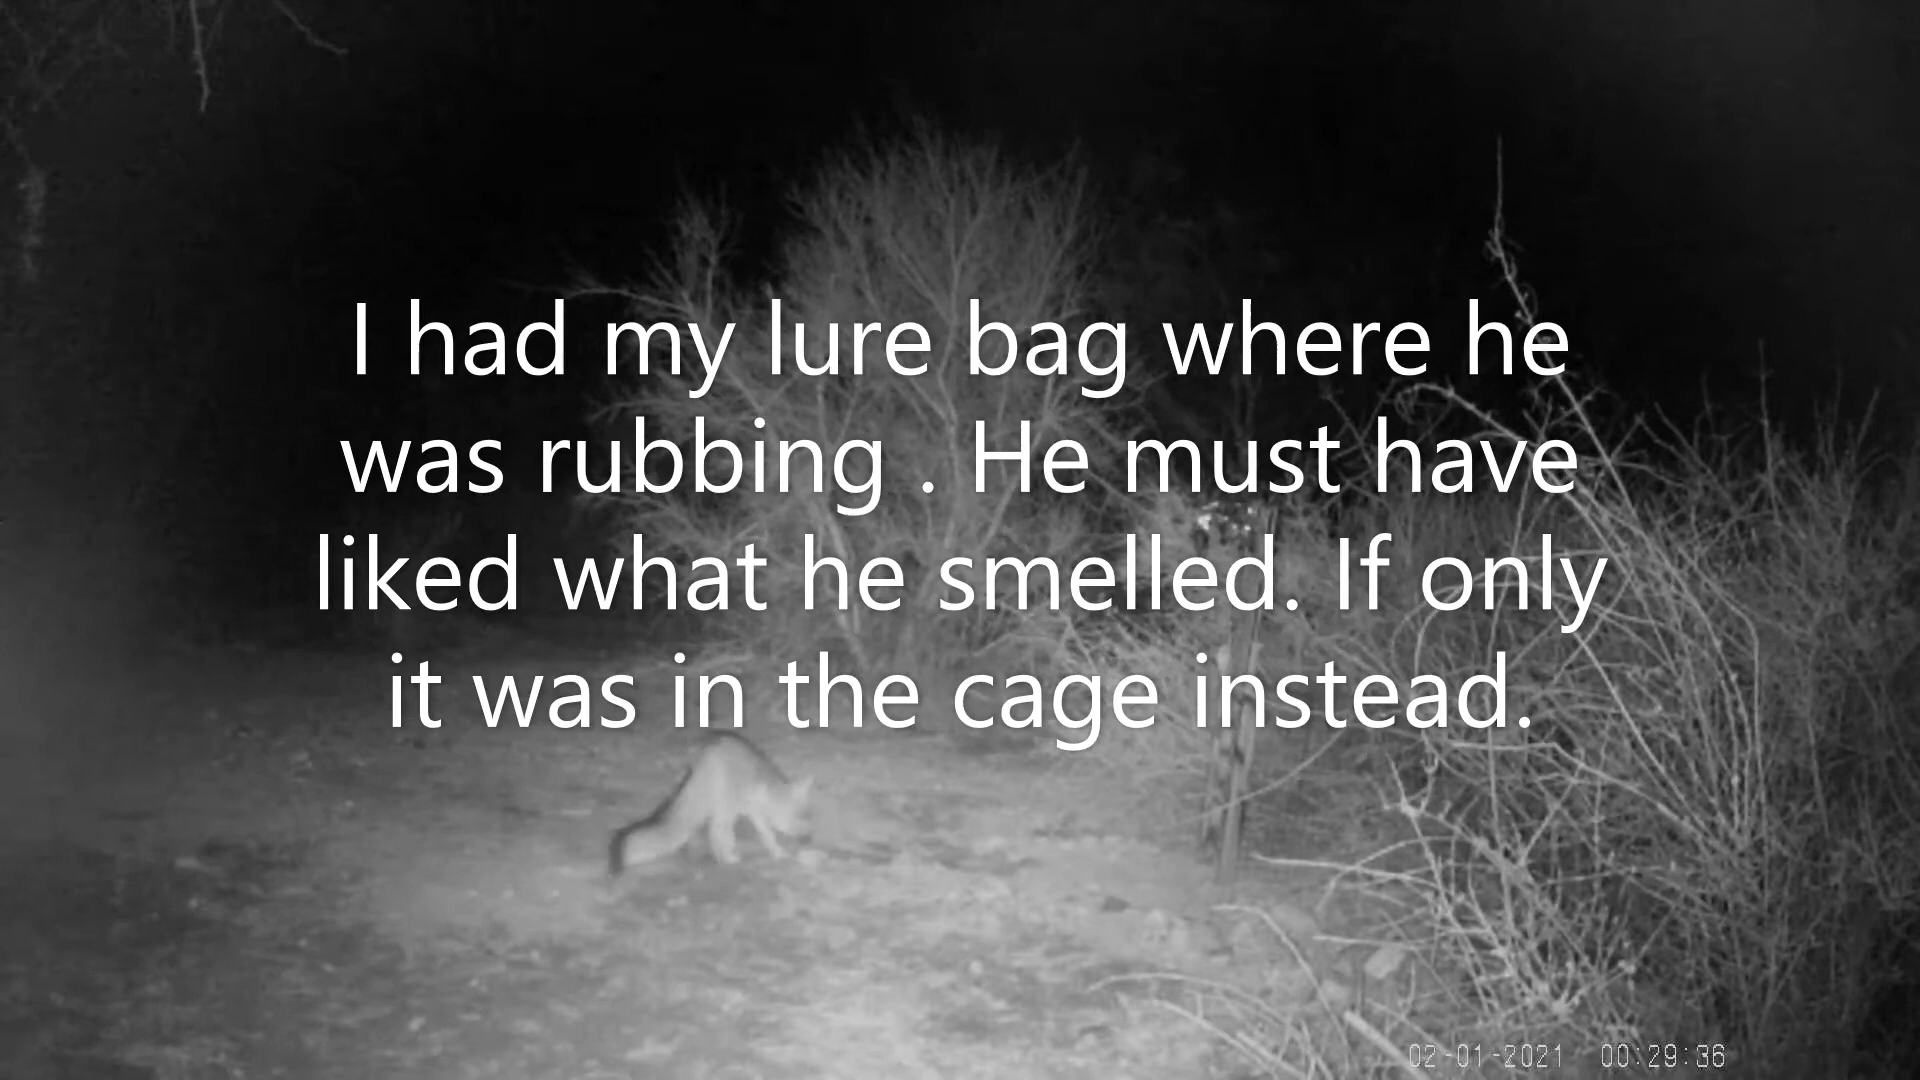 I had my lure bag where he
was rubbing . He must have
liked what he smelled. If only
it was in the cage instead.
02-01-2021 00:29:36